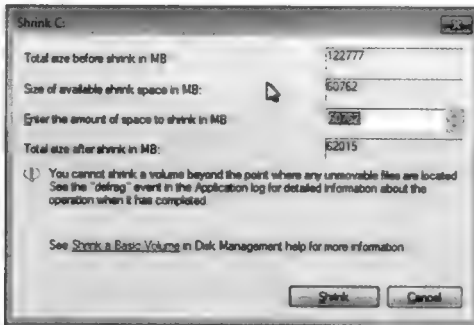 Shrink C:
Total size before shrink in MB 122777
Size of available shrink space in MB: 60762
Enter the amount of space to shrink in MB 60762
Total size after shrink in MB: 62015
You cannot shrink a volume beyond the point where any unmovable files are located
See the "defrag" event in the Application log for detailed information about the
operation when it has completed
See Shrink a Basic Volume in Disk Management help for more information
Shrink Cancel